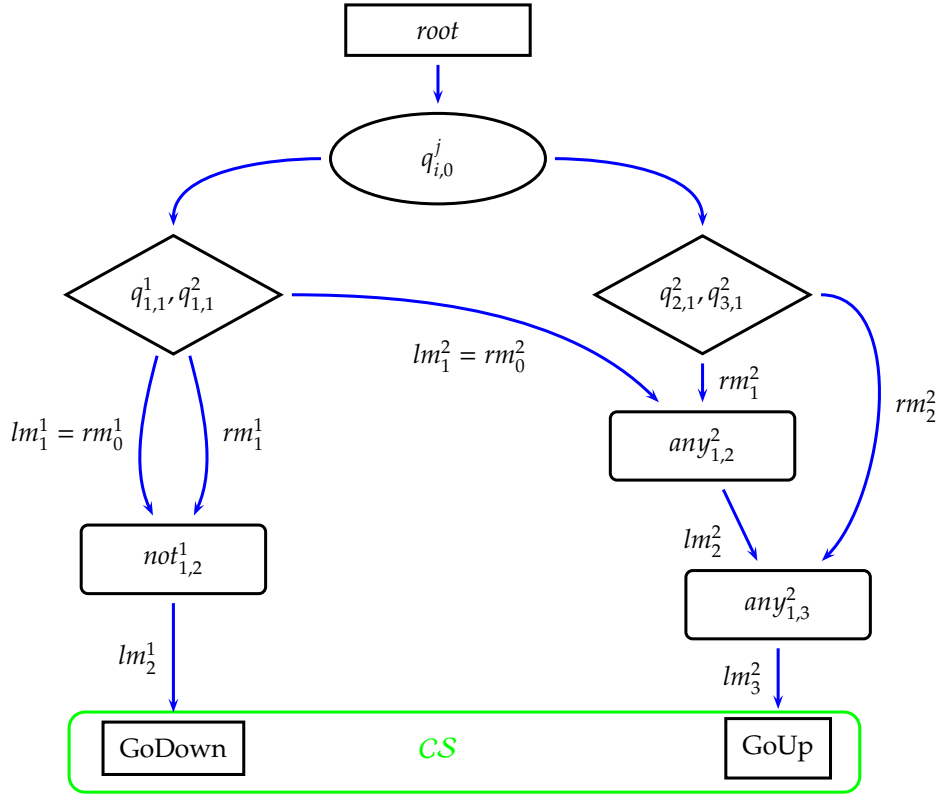 root
q^j_{i,0}
q^1_{1,1}, q^2_{1,1}
q^2_{2,1}, q^2_{3,1}
lm^2_1 = rm^2_0
rm^2_1
rm^2_2
lm^1_1 = rm^1_0
rm^1_1
any^2_{1,2}
lm^2_2
not^1_{1,2}
any^2_{1,3}
lm^1_2
lm^2_3
GoDown
CS
GoUp